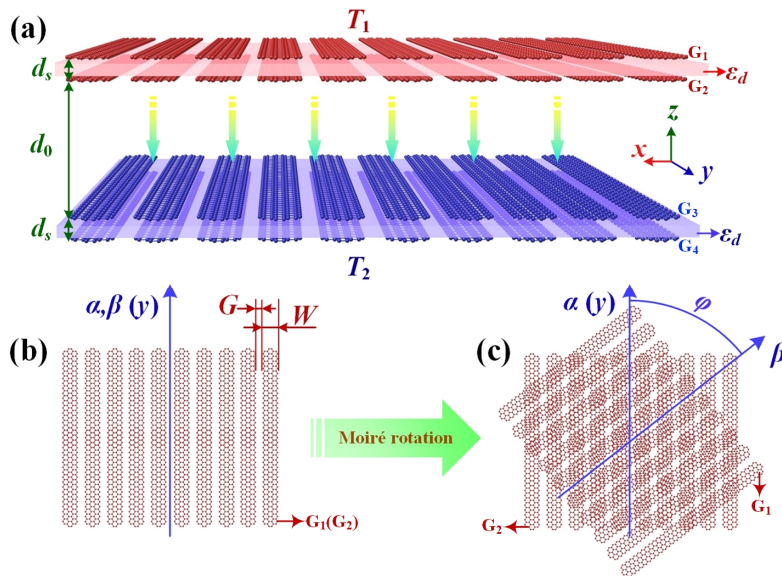 (a)
T1
G1
ds
G2
εd
d0
z
x
y
G3
ds
G4
εd
T2
(b)
α,β (y)
G
W
G1(G2)
Moiré rotation
(c)
α (y)
φ
β
G2
G1